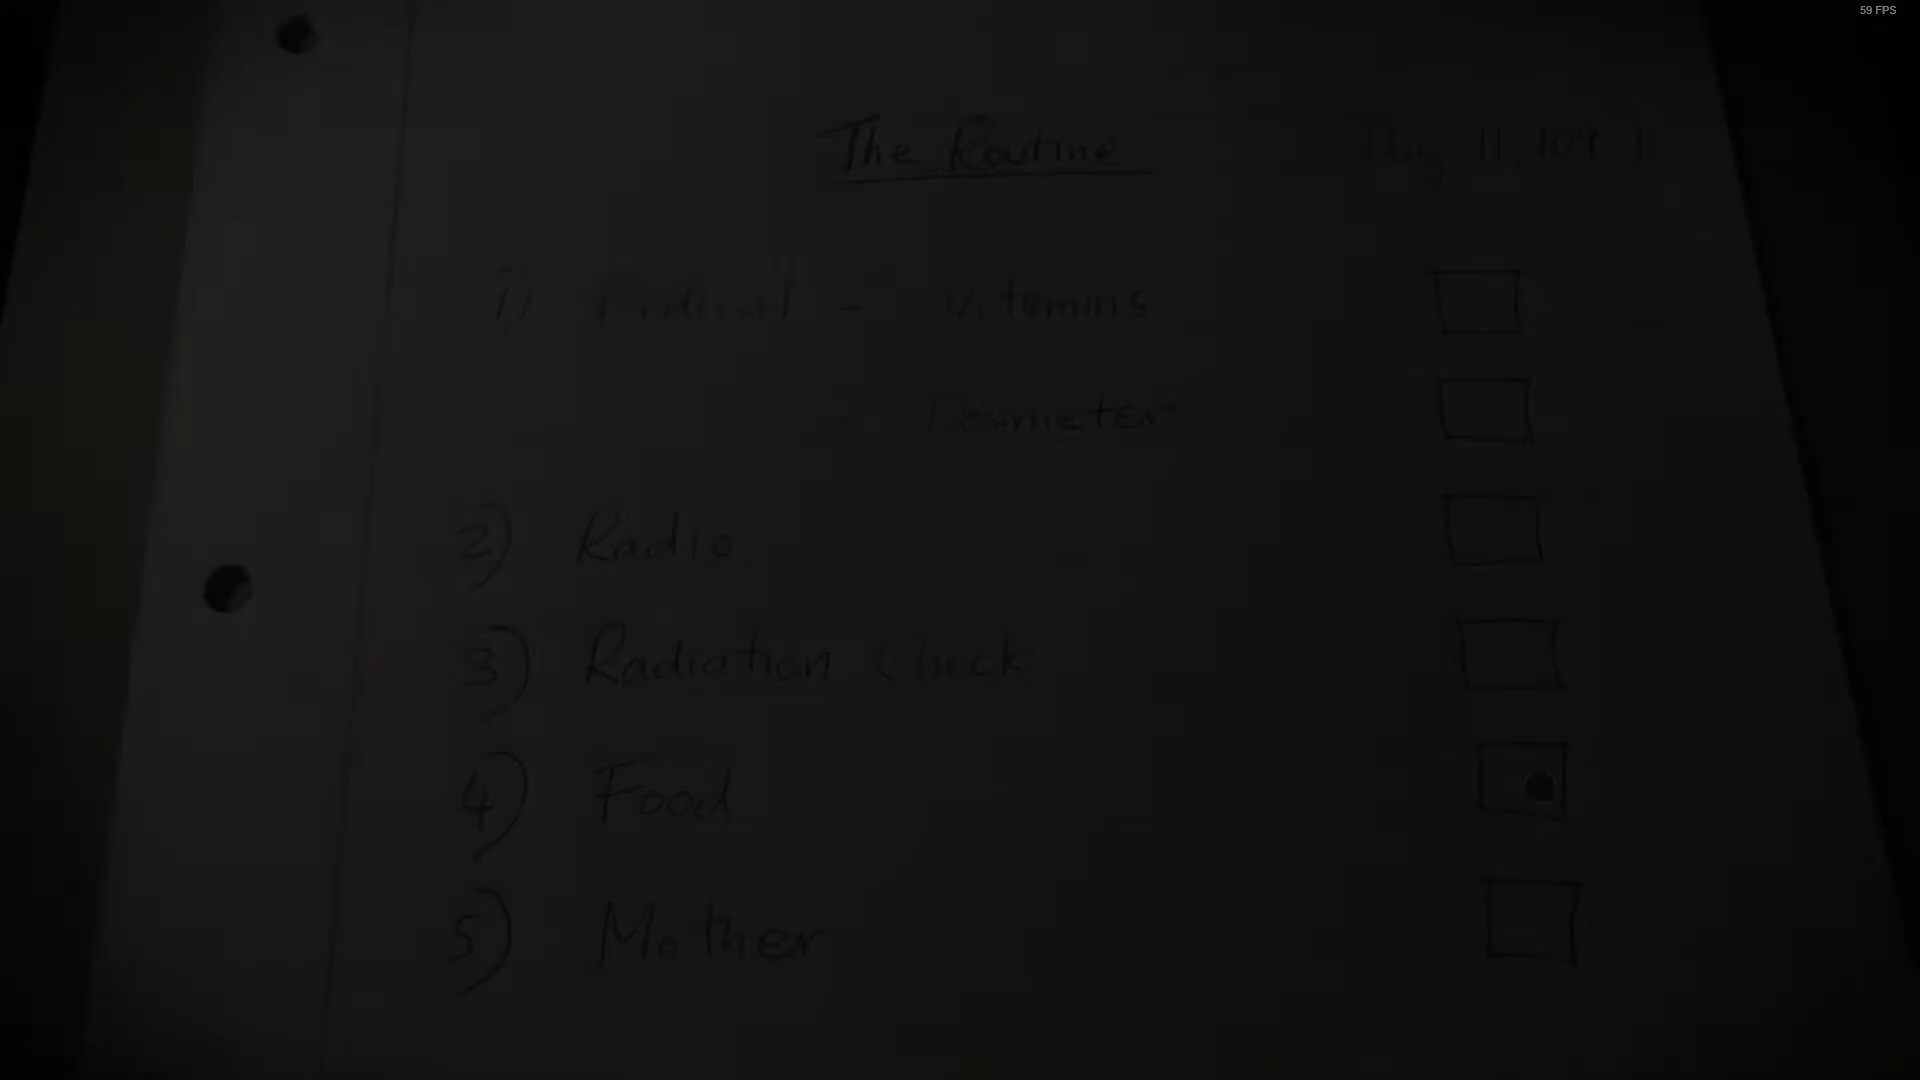 59 FPS
The Routine
1) - Vitamins
- Dosimeter
2) Radio
3) Radiation Check
4) Food
5) Mother